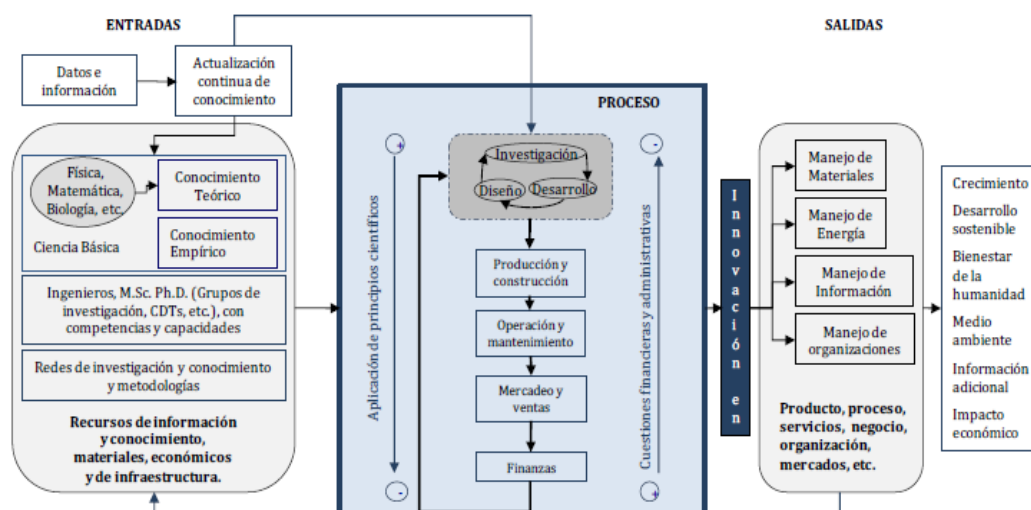 ENTRADAS
Datos e
información
Actualización
continua de
conocimiento
Física,
Matemática,
Biología, etc.
Ciencia Básica
Conocimiento
Teórico
Conocimiento
Empírico
Ingenieros, M.Sc. Ph.D. (Grupos de
investigación, CDTs, etc.), con
competencias y capacidades
Redes de investigación y conocimiento
y metodologías
Recursos de información
y conocimiento,
materiales, económicos
y de infraestructura.
PROCESO
+
Aplicación de principios científicos
-
Investigación
Diseño
Desarrollo
Producción y
construcción
Operación y
mantenimiento
Mercadeo y
ventas
Finanzas
-
Cuestiones financieras y administrativas
+
Innovación en
SALIDAS
Manejo de
Materiales
Manejo de
Energía
Manejo de
Información
Manejo de
organizaciones
Producto, proceso,
servicios, negocio,
organización,
mercados, etc.
Crecimiento
Desarrollo
sostenible
Bienestar
de la
humanidad
Medio
ambiente
Información
adicional
Impacto
económico